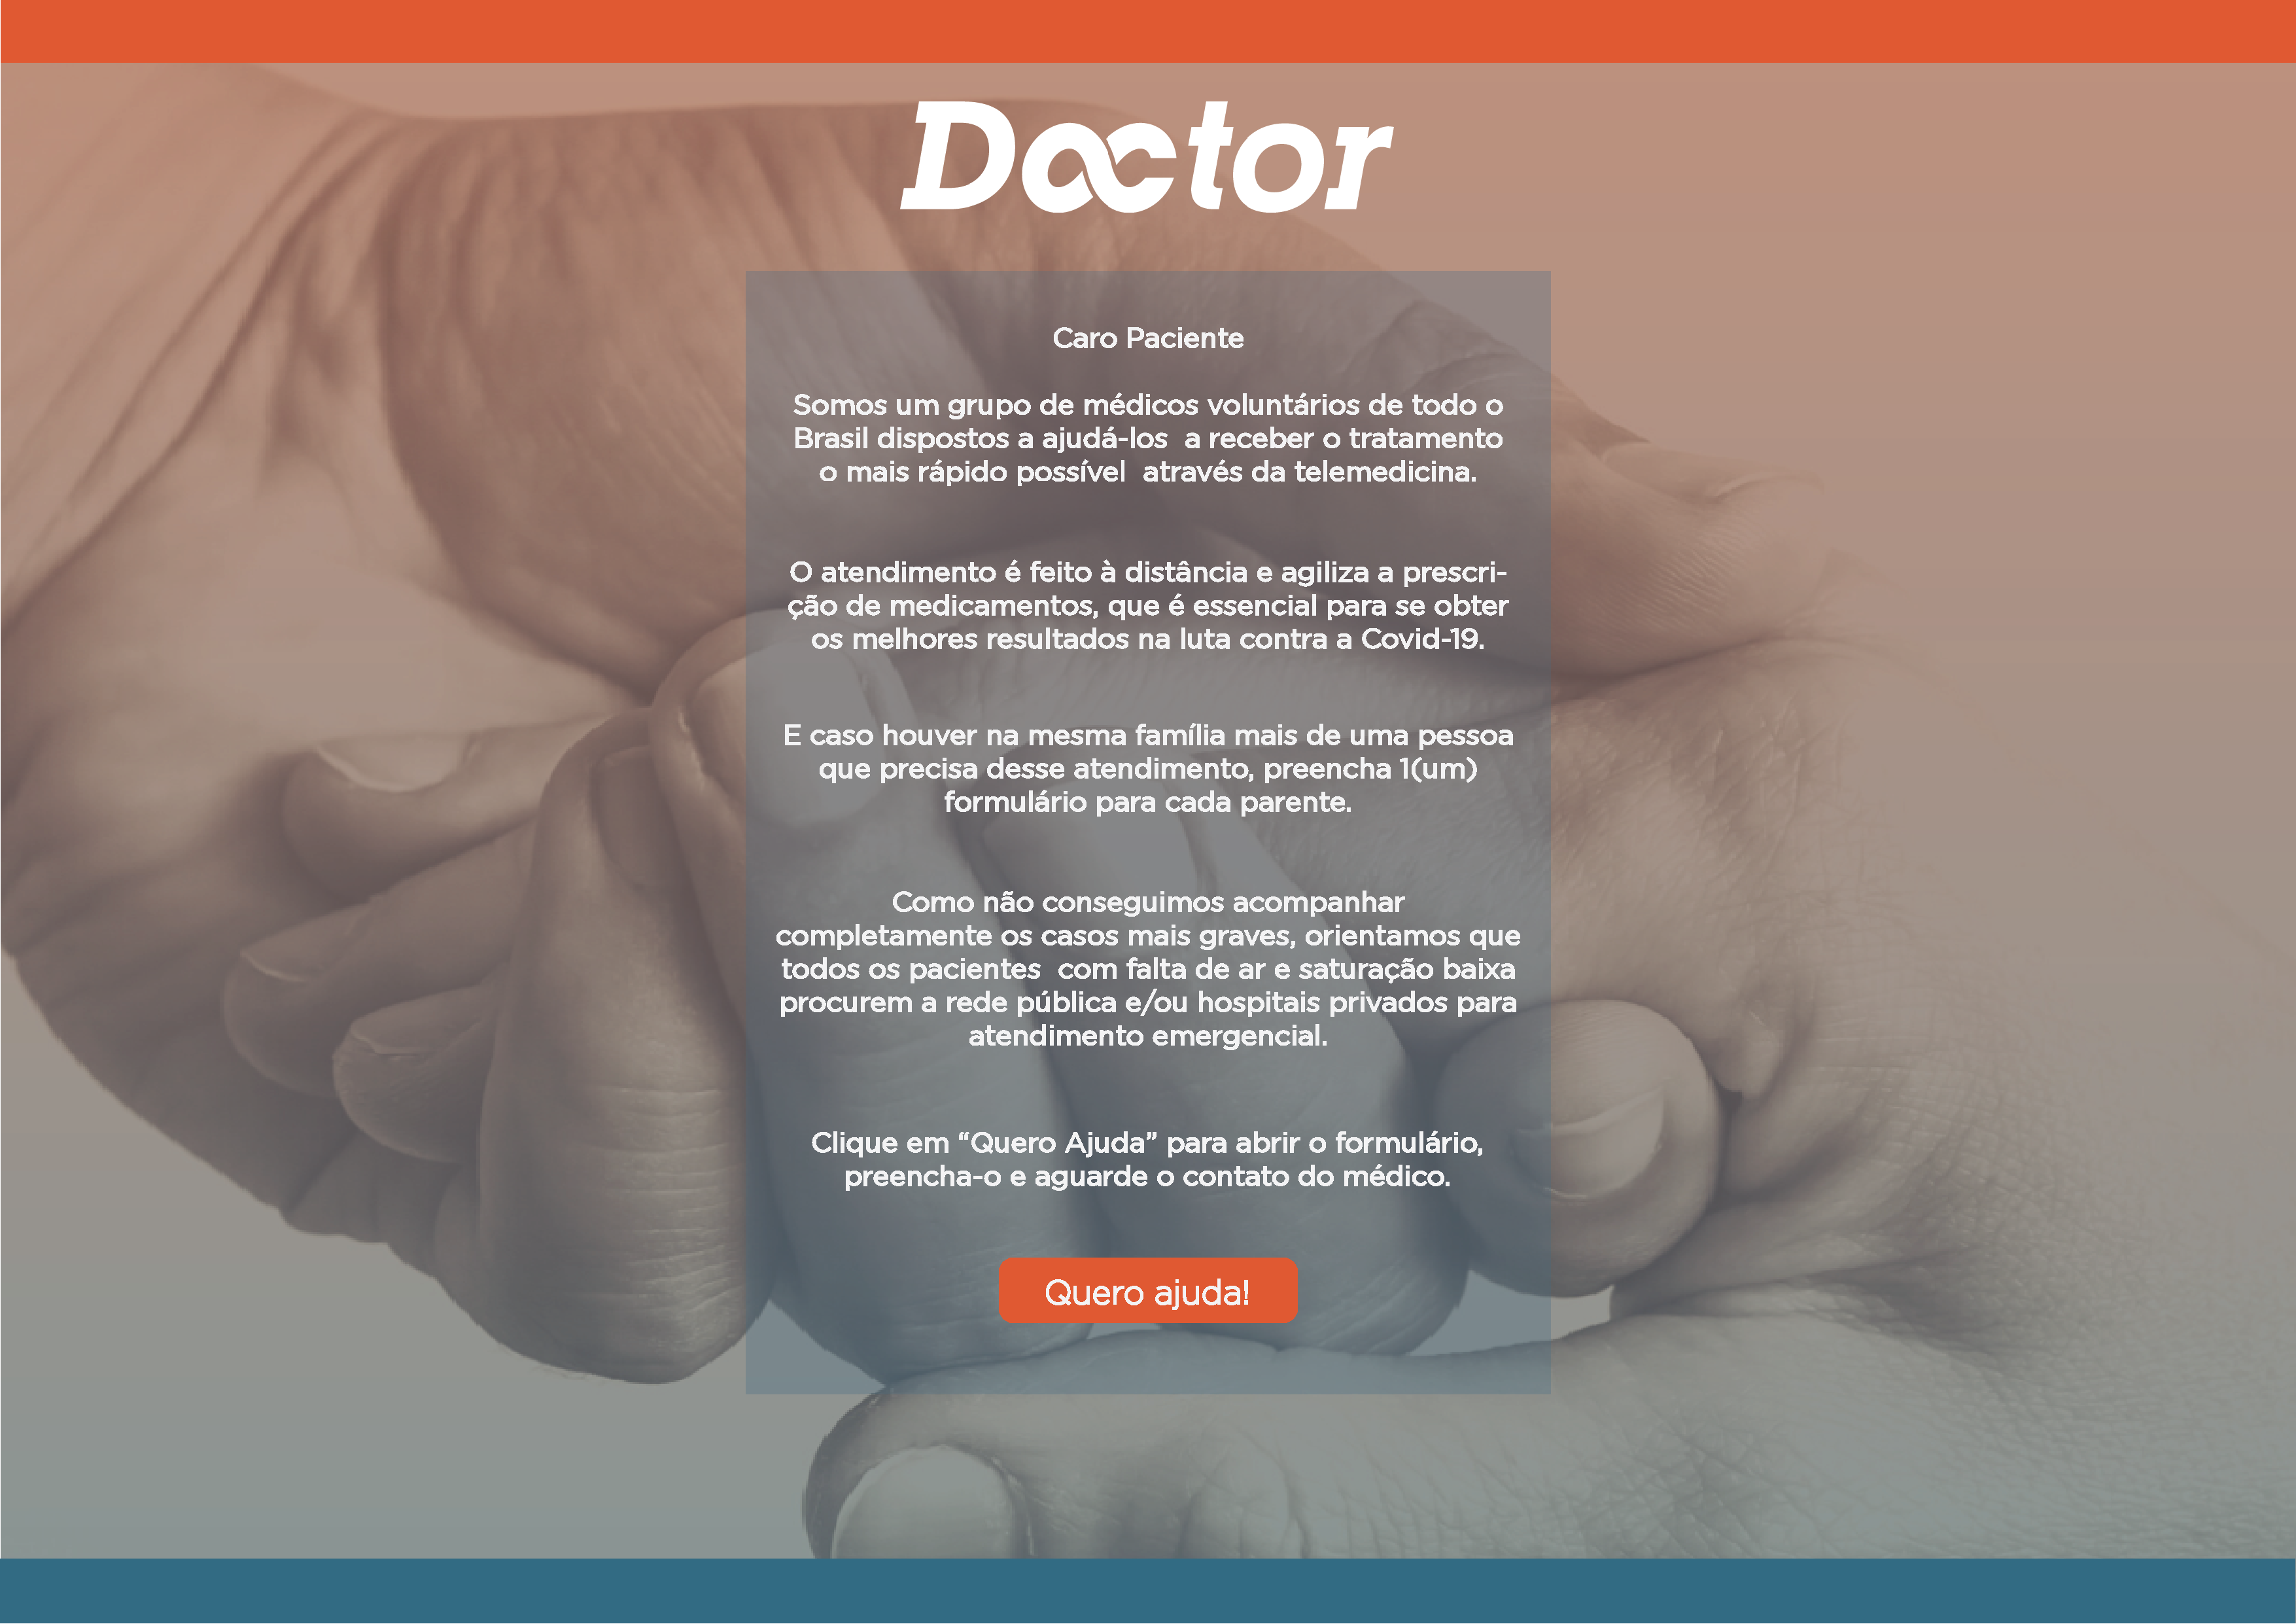 Doctor
Caro Paciente
Somos um grupo de médicos voluntários de todo o
Brasil dispostos a ajudá-los  a receber o tratamento
o mais rápido possível  através da telemedicina.
O atendimento é feito à distância e agiliza a prescri-
ção de medicamentos, que é essencial para se obter
os melhores resultados na luta contra a Covid-19.
E caso houver na mesma família mais de uma pessoa
que precisa desse atendimento, preencha 1(um)
formulário para cada parente.
Como não conseguimos acompanhar
completamente os casos mais graves, orientamos que
todos os pacientes  com falta de ar e saturação baixa
procurem a rede pública e/ou hospitais privados para
atendimento emergencial.
Clique em “Quero Ajuda” para abrir o formulário,
preencha-o e aguarde o contato do médico.
Quero ajuda!